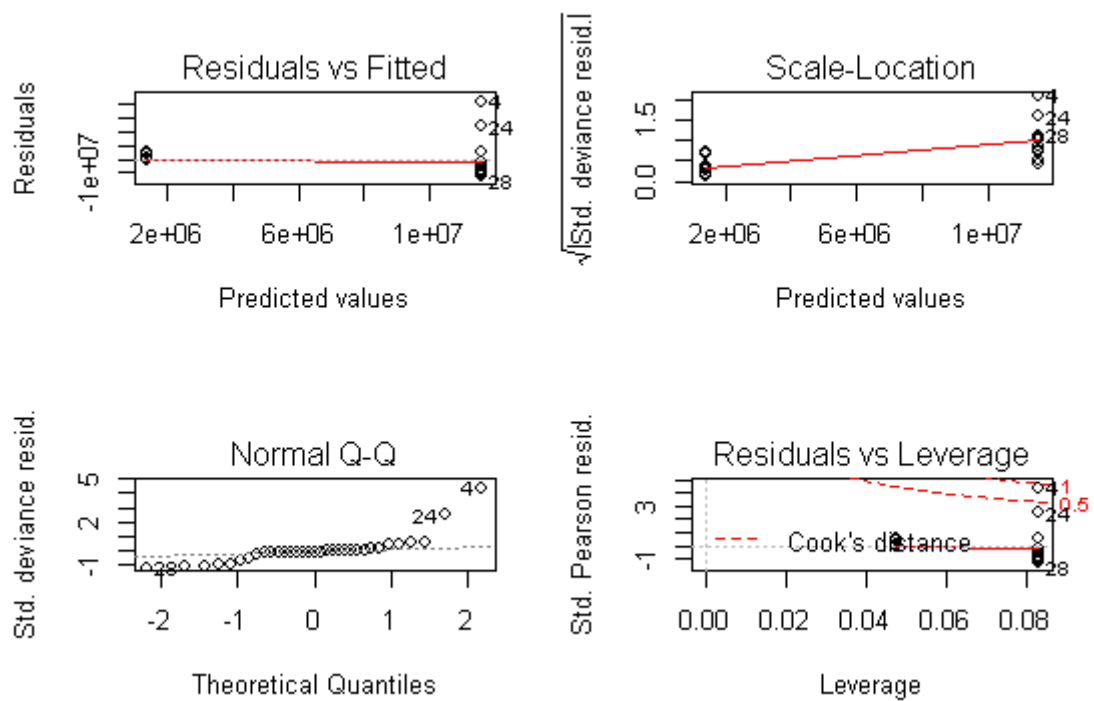 Residuals vs Fitted
Residuals
-1e+07
4
24
28
2e+06 6e+06 1e+07
Predicted values
Scale-Location
√|Std. deviance resid.|
0.0 1.5
4
24
28
2e+06 6e+06 1e+07
Predicted values
Normal Q-Q
Std. deviance resid.
-1 2 5
4
24
28
-2 -1 0 1 2
Theoretical Quantiles
Residuals vs Leverage
Std. Pearson resid.
-1 3
4
24
28
1
0.5
Cook's distance
0.00 0.02 0.04 0.06 0.08
Leverage